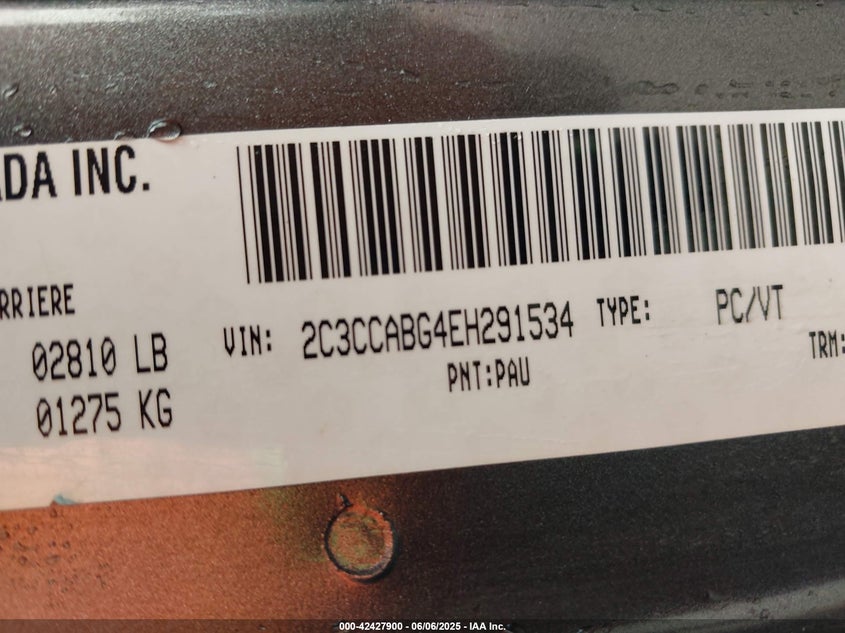 ADA INC.
RRIERE
02810 LB
01275 KG
VIN: 2C3CCABG4EH291534 TYPE: PC/VT
PNT:PAU
TRM:
000-42427900 - 06/06/2025 - IAA Inc.